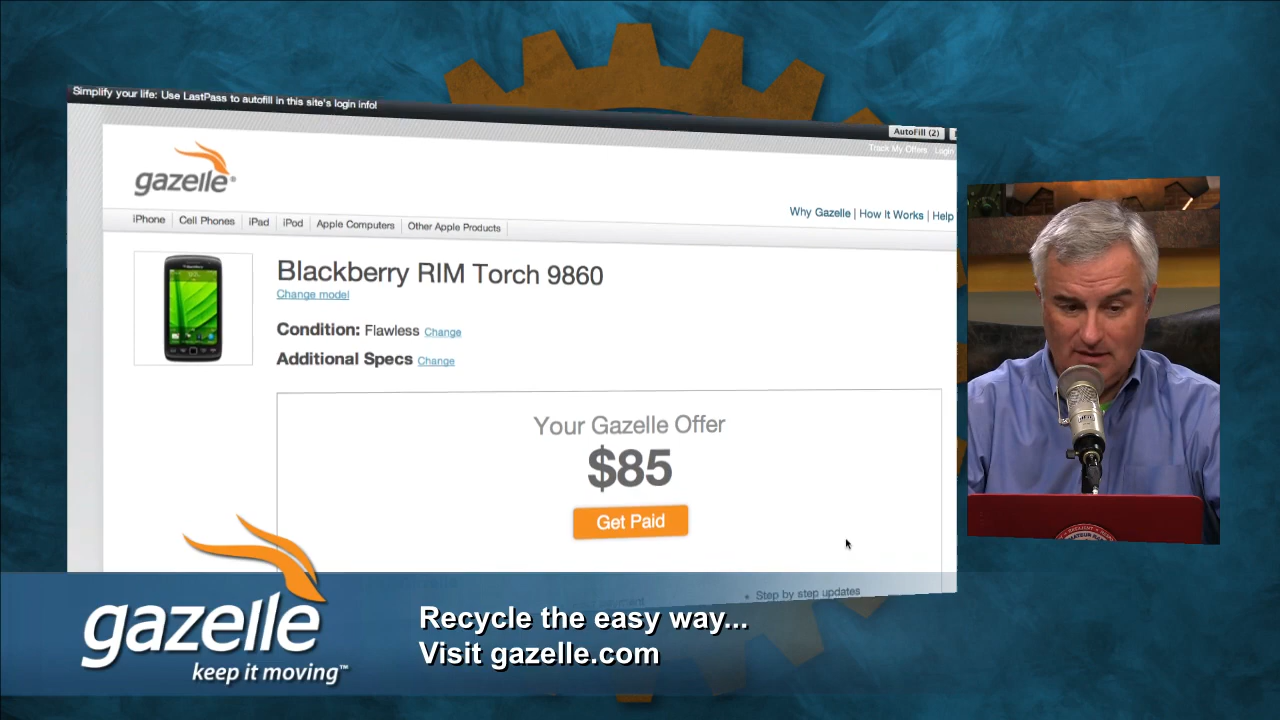 Simplify your life: Use LastPass to autofill in this site's login info!
AutoFill (2)
Track My Offers Login
gazelle®
Why Gazelle | How It Works | Help
iPhone Cell Phones iPad iPod Apple Computers Other Apple Products
Blackberry RIM Torch 9860
Change model
Condition: Flawless Change
Additional Specs Change
Your Gazelle Offer
$85
Get Paid
Step by step updates
gazelle
keep it moving™
Recycle the easy way...
Visit gazelle.com